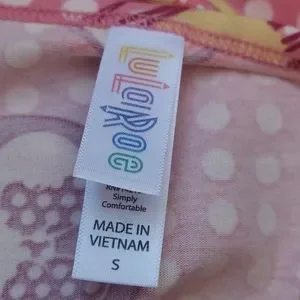 LuLaRoe
Simply
Comfortable
MADE IN
VIETNAM
S